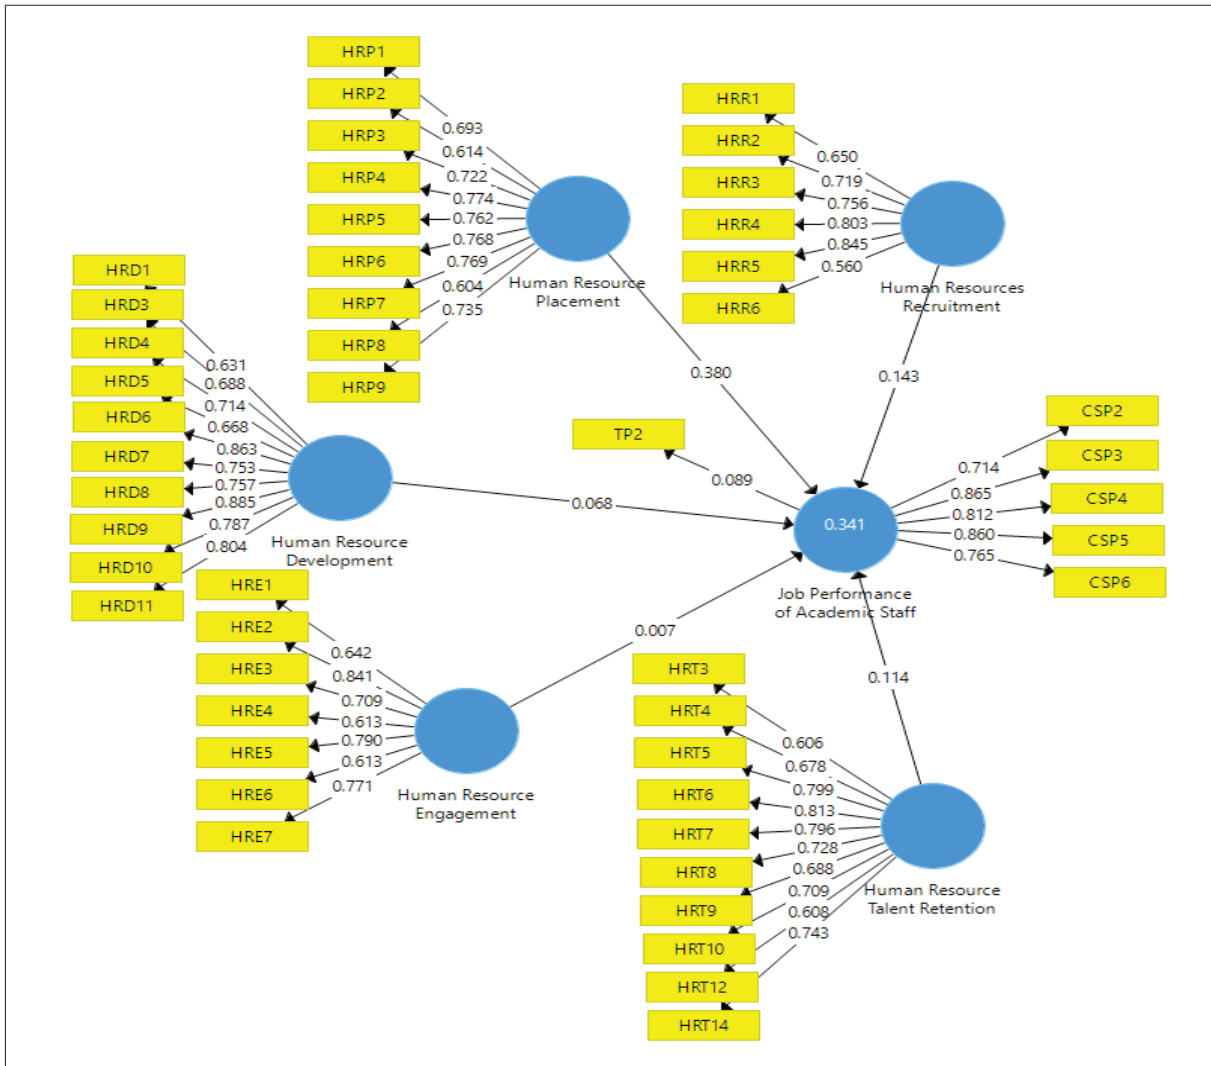 HRP1
HRP2
HRP3
HRP4
HRP5
HRP6
HRP7
HRP8
HRP9
0.693
0.614
0.722
0.774
0.762
0.768
0.769
0.604
0.735
Human Resource
Placement
HRR1
HRR2
HRR3
HRR4
HRR5
HRR6
0.650
0.719
0.756
0.803
0.845
0.560
Human Resources
Recruitment
HRD1
HRD3
HRD4
HRD5
HRD6
HRD7
HRD8
HRD9
HRD10
HRD11
0.631
0.688
0.714
0.668
0.863
0.753
0.757
0.885
0.787
0.804
Human Resource
Development
0.380
0.143
0.068
0.007
0.114
TP2
0.089
0.341
Job Performance
of Academic Staff
0.714
0.865
0.812
0.860
0.765
CSP2
CSP3
CSP4
CSP5
CSP6
HRE1
HRE2
HRE3
HRE4
HRE5
HRE6
HRE7
0.642
0.841
0.709
0.613
0.790
0.613
0.771
Human Resource
Engagement
HRT3
HRT4
HRT5
HRT6
HRT7
HRT8
HRT9
HRT10
HRT12
HRT14
0.606
0.678
0.799
0.813
0.796
0.728
0.688
0.709
0.608
0.743
Human Resource
Talent Retention